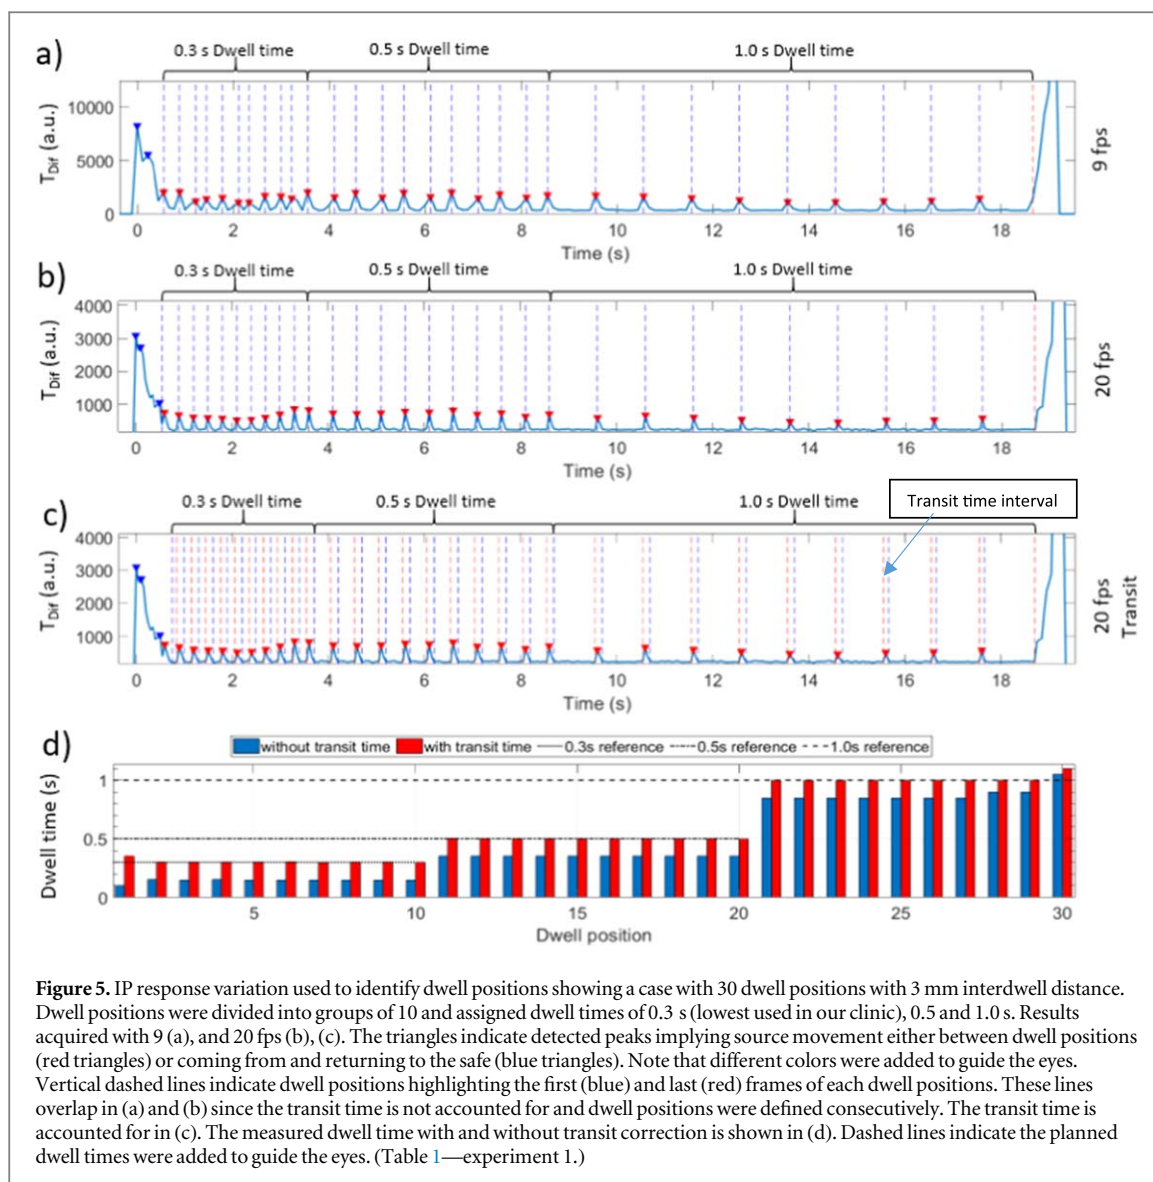 a)
0.3 s Dwell time
0.5 s Dwell time
1.0 s Dwell time
10000
5000
0
T_Dif (a.u.)
9 fps
0 2 4 6 8 10 12 14 16 18
Time (s)
b)
0.3 s Dwell time
0.5 s Dwell time
1.0 s Dwell time
4000
3000
2000
1000
T_Dif (a.u.)
20 fps
0 2 4 6 8 10 12 14 16 18
Time (s)
c)
0.3 s Dwell time
0.5 s Dwell time
1.0 s Dwell time
Transit time interval
4000
3000
2000
1000
T_Dif (a.u.)
20 fps
Transit
0 2 4 6 8 10 12 14 16 18
Time (s)
d)
without transit time with transit time 0.3s reference 0.5s reference 1.0s reference
1
0.5
0
Dwell time (s)
5 10 15 20 25 30
Dwell position
Figure 5. IP response variation used to identify dwell positions showing a case with 30 dwell positions with 3 mm interdwell distance.
Dwell positions were divided into groups of 10 and assigned dwell times of 0.3 s (lowest used in our clinic), 0.5 and 1.0 s. Results
acquired with 9 (a), and 20 fps (b), (c). The triangles indicate detected peaks implying source movement either between dwell positions
(red triangles) or coming from and returning to the safe (blue triangles). Note that different colors were added to guide the eyes.
Vertical dashed lines indicate dwell positions highlighting the first (blue) and last (red) frames of each dwell positions. These lines
overlap in (a) and (b) since the transit time is not accounted for and dwell positions were defined consecutively. The transit time is
accounted for in (c). The measured dwell time with and without transit correction is shown in (d). Dashed lines indicate the planned
dwell times were added to guide the eyes. (Table 1—experiment 1.)